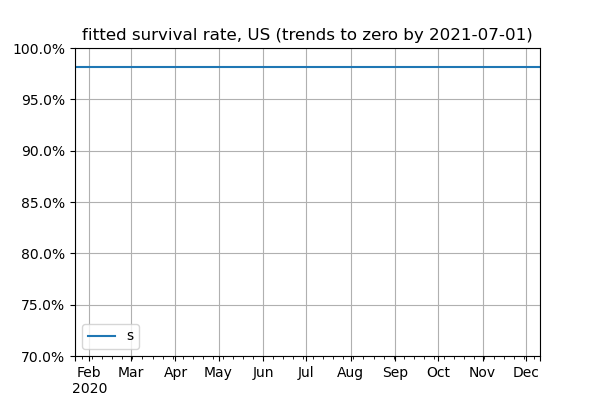 fitted survival rate, US (trends to zero by 2021-07-01)
100.0%
95.0%
90.0%
85.0%
80.0%
75.0%
70.0%
s
Feb Mar Apr May Jun Jul Aug Sep Oct Nov Dec
2020